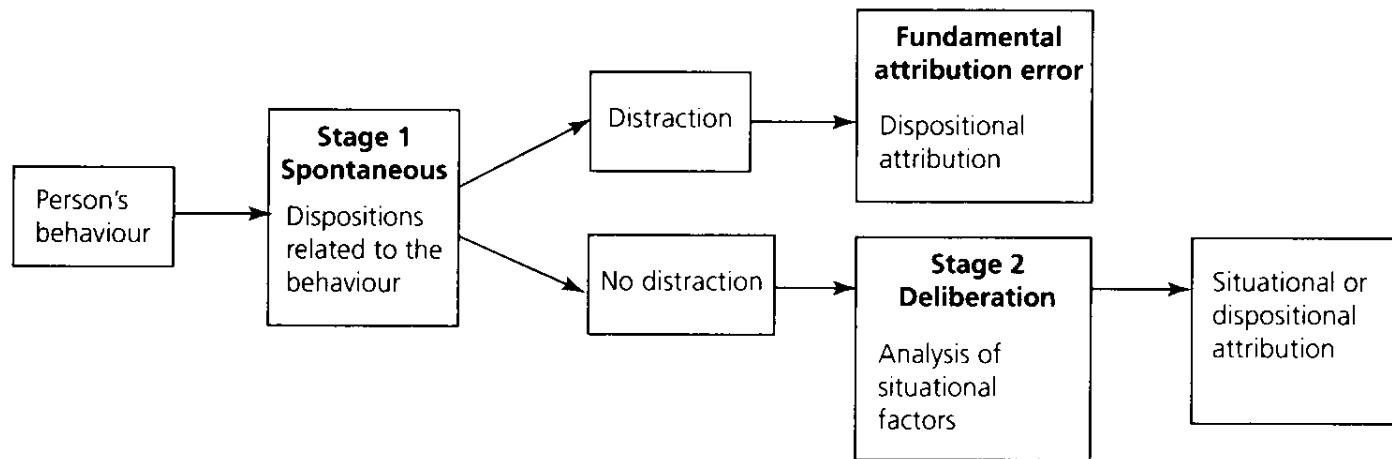 Person's
behaviour
Stage 1
Spontaneous
Dispositions
related to the
behaviour
Distraction
Fundamental
attribution error
Dispositional
attribution
No distraction
Stage 2
Deliberation
Analysis of
situational
factors
Situational or
dispositional
attribution